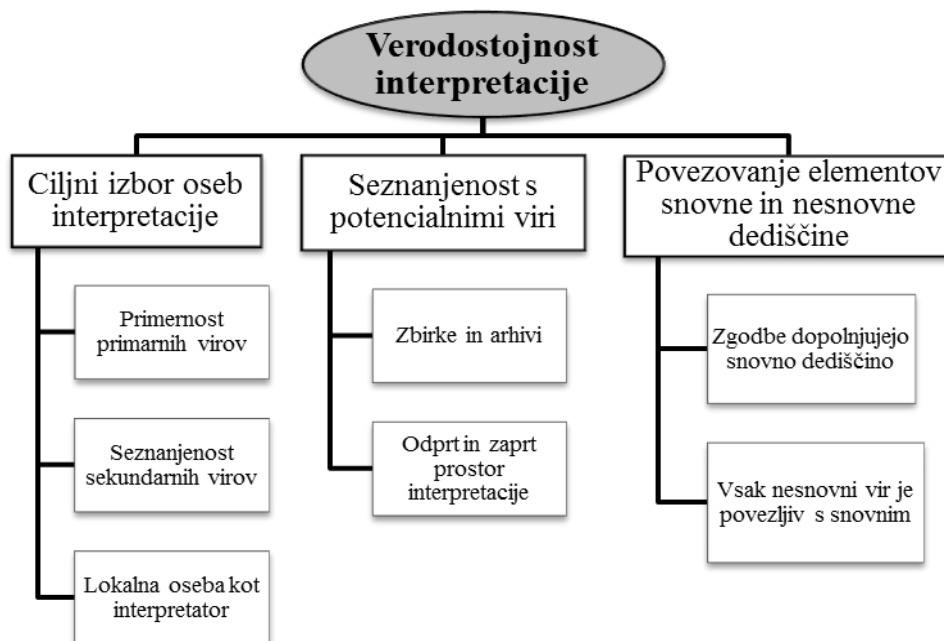 Verodostojnost
interpretacije
Ciljni izbor oseb
interpretacije
Primernost
primarnih virov
Seznanjenost
sekundarnih virov
Lokalna oseba kot
interpretator
Seznanjenost s
potencialnimi viri
Zbirke in arhivi
Odprt in zaprt
prostor
interpretacije
Povezovanje elementov
snovne in nesnovne
dediščine
Zgodbe dopolnjujejo
snovno dediščino
Vsak nesnovni vir je
povezljiv s snovnim